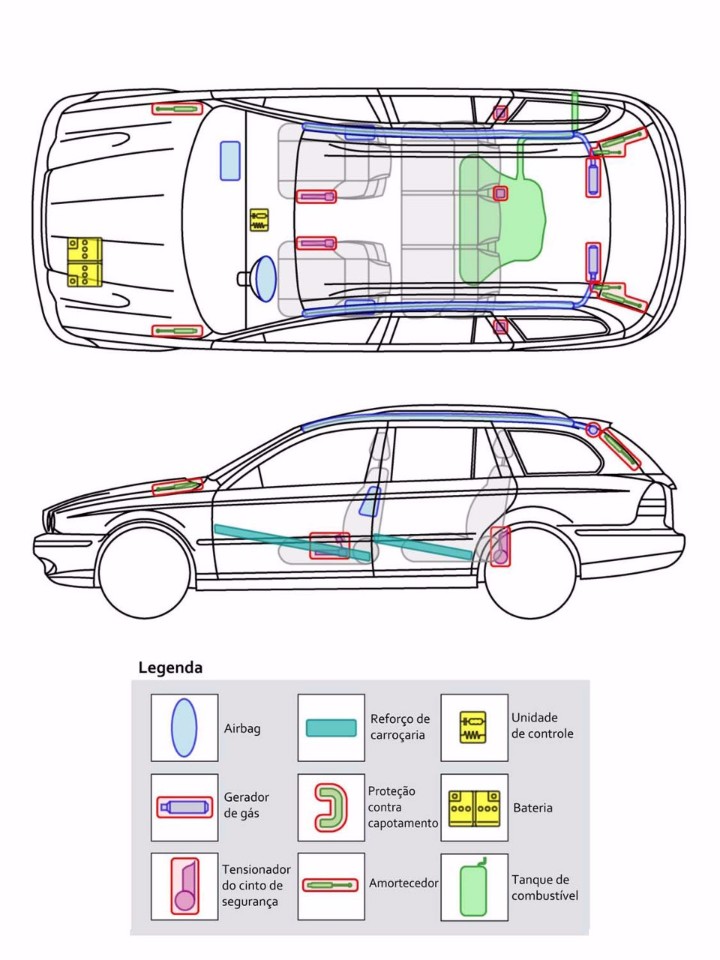 Legenda
Airbag
Reforço de
carroçaria
Unidade
de controle
Gerador
de gás
Proteção
contra
capotamento
Bateria
Tensionador
do cinto de
segurança
Amortecedor
Tanque de
combustível